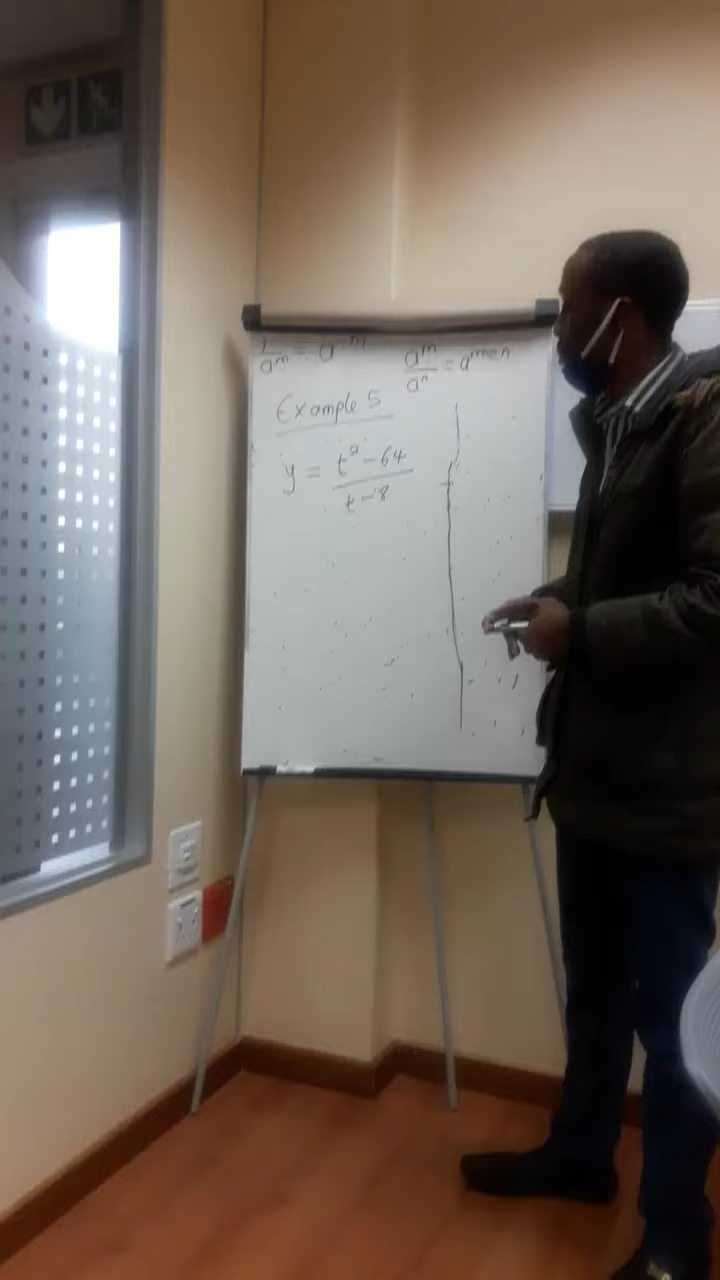 1/aᵐ = a⁻ᵐ aᵐ/aⁿ = aᵐ⁻ⁿ
Example 5
y = t² - 64
t - 8